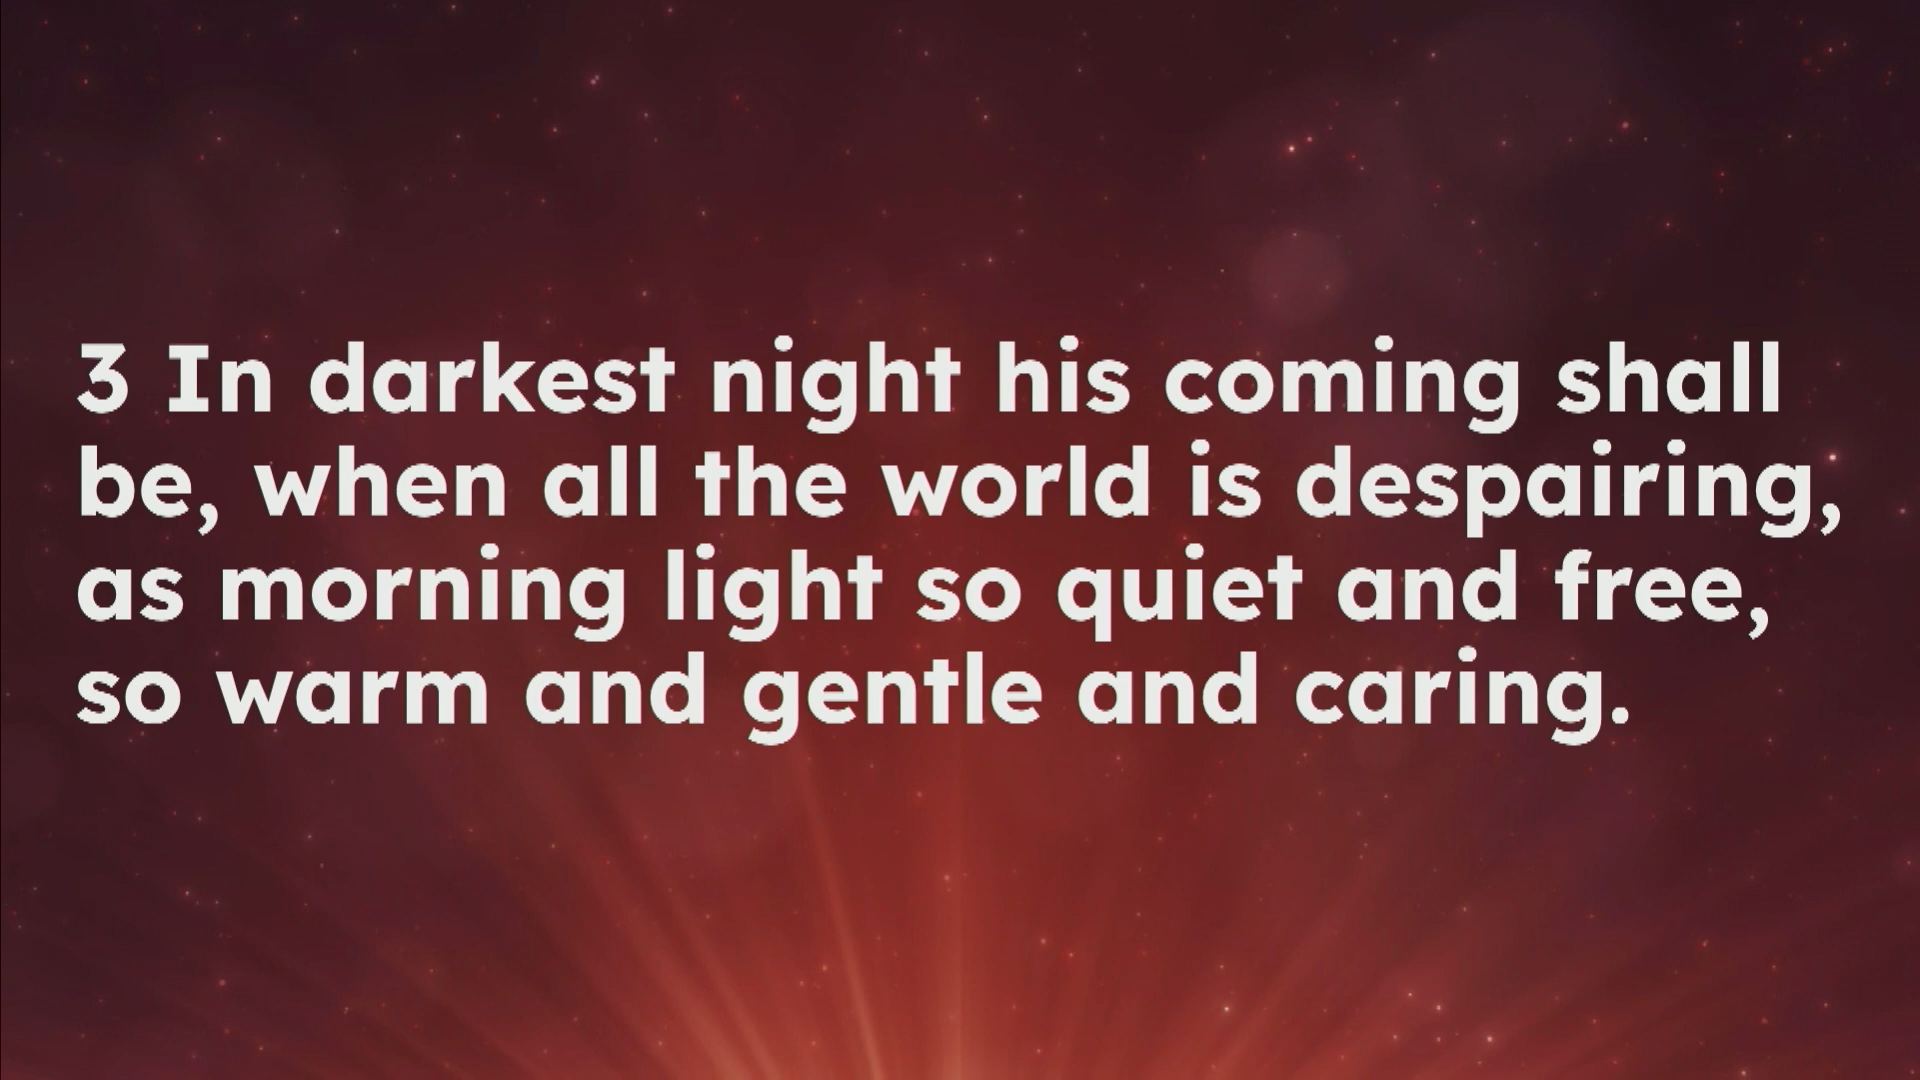 3 In darkest night his coming shall
be, when all the world is despairing,
as morning light so quiet and free,
so warm and gentle and caring.